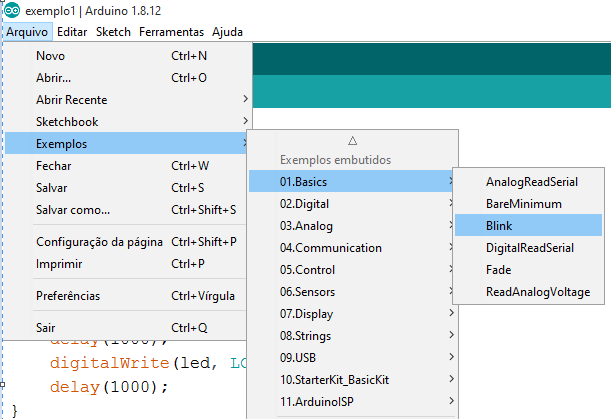 exemplo1 | Arduino 1.8.12
Arquivo Editar Sketch Ferramentas Ajuda
Novo Ctrl+N
Abrir... Ctrl+O
Abrir Recente
Sketchbook
Exemplos
Fechar Ctrl+W
Salvar Ctrl+S
Salvar como... Ctrl+Shift+S
Configuração da página Ctrl+Shift+P
Imprimir Ctrl+P
Preferências Ctrl+Vírgula
Sair Ctrl+Q
Exemplos embutidos
01.Basics
02.Digital
03.Analog
04.Communication
05.Control
06.Sensors
07.Display
08.Strings
09.USB
10.StarterKit_BasicKit
11.ArduinoISP
AnalogReadSerial
BareMinimum
Blink
DigitalReadSerial
Fade
ReadAnalogVoltage
delay(1000);
digitalWrite(led, LO
delay(1000);
}